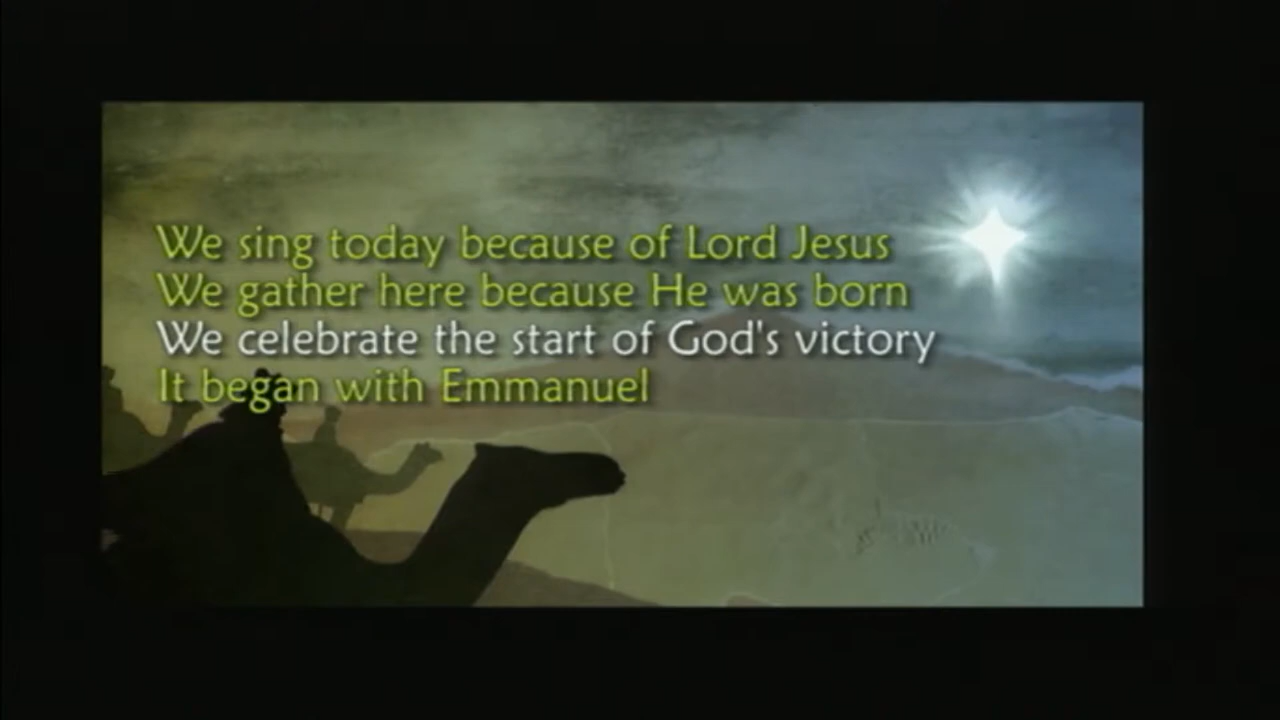 We sing today because of Lord Jesus
We gather here because He was born
We celebrate the start of God's victory
It began with Emmanuel